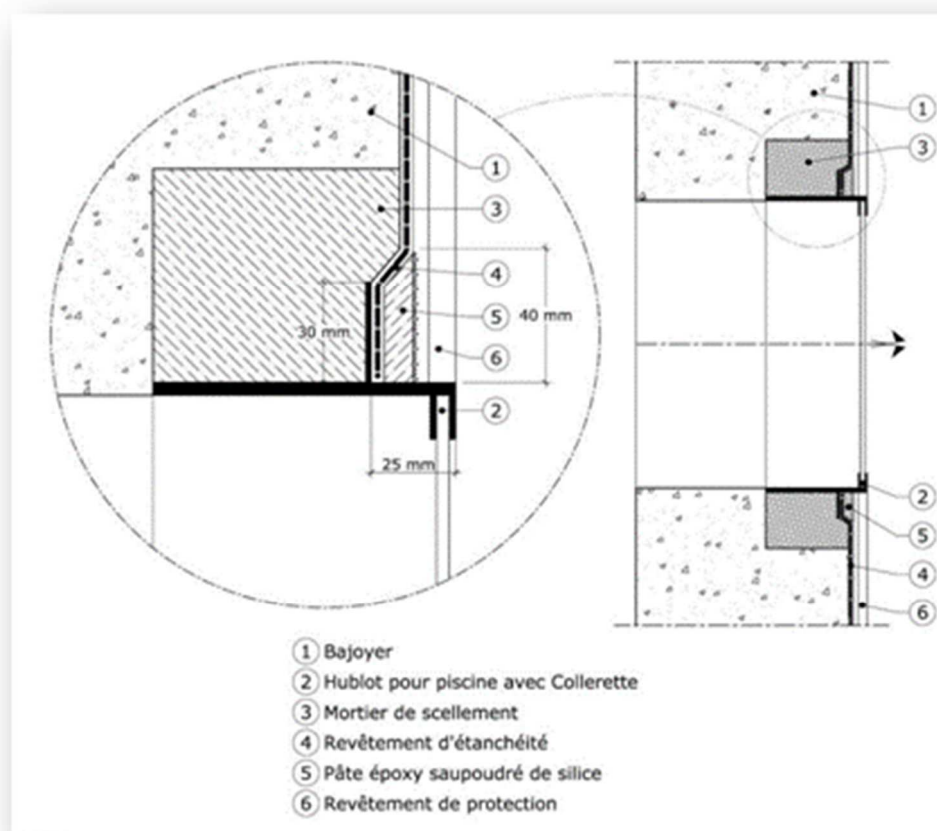 1
3
4
5
6
2
30 mm
40 mm
25 mm
1
3
2
5
4
6
1 Bajoyer
2 Hublot pour piscine avec Collerette
3 Mortier de scellement
4 Revêtement d'étanchéité
5 Pâte époxy saupoudré de silice
6 Revêtement de protection